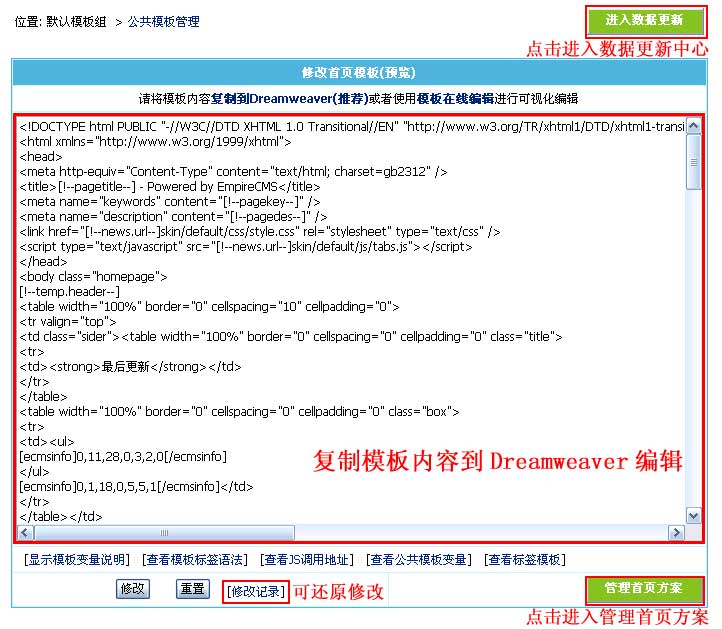 位置: 默认模板组 > 公共模板管理
进入数据更新
点击进入数据更新中心
修改首页模板(预览)
请将模板内容复制到Dreamweaver(推荐)或者使用模板在线编辑进行可视化编辑
<!DOCTYPE html PUBLIC "-//W3C//DTD XHTML 1.0 Transitional//EN" "http://www.w3.org/TR/xhtml1/DTD/xhtml1-transi
<html xmlns="http://www.w3.org/1999/xhtml">
<head>
<meta http-equiv="Content-Type" content="text/html; charset=gb2312" />
<title>[!--pagetitle--] - Powered by EmpireCMS</title>
<meta name="keywords" content="[!--pagekey--]" />
<meta name="description" content="[!--pagedes--]" />
<link href="[!--news.url--]skin/default/css/style.css" rel="stylesheet" type="text/css" />
<script type="text/javascript" src="[!--news.url--]skin/default/js/tabs.js"></script>
</head>
<body class="homepage">
[!--temp.header--]
<table width="100%" border="0" cellspacing="10" cellpadding="0">
<tr valign="top">
<td class="sider"><table width="100%" border="0" cellspacing="0" cellpadding="0" class="title">
<tr>
<td><strong>最后更新</strong></td>
</tr>
</table>
<table width="100%" border="0" cellspacing="0" cellpadding="0" class="box">
<tr>
<td><ul>
[ecmsinfo]0,11,28,0,3,2,0[/ecmsinfo]
</ul>
[ecmsinfo]0,1,18,0,5,5,1[/ecmsinfo]</td>
</tr>
</table></td>
复制模板内容到 Dreamweaver 编辑
[显示模板变量说明] [查看模板标签语法] [查看JS调用地址] [查看公共模板变量] [查看标签模板]
修改 重置 [修改记录] 可还原修改
管理首页方案
点击进入管理首页方案